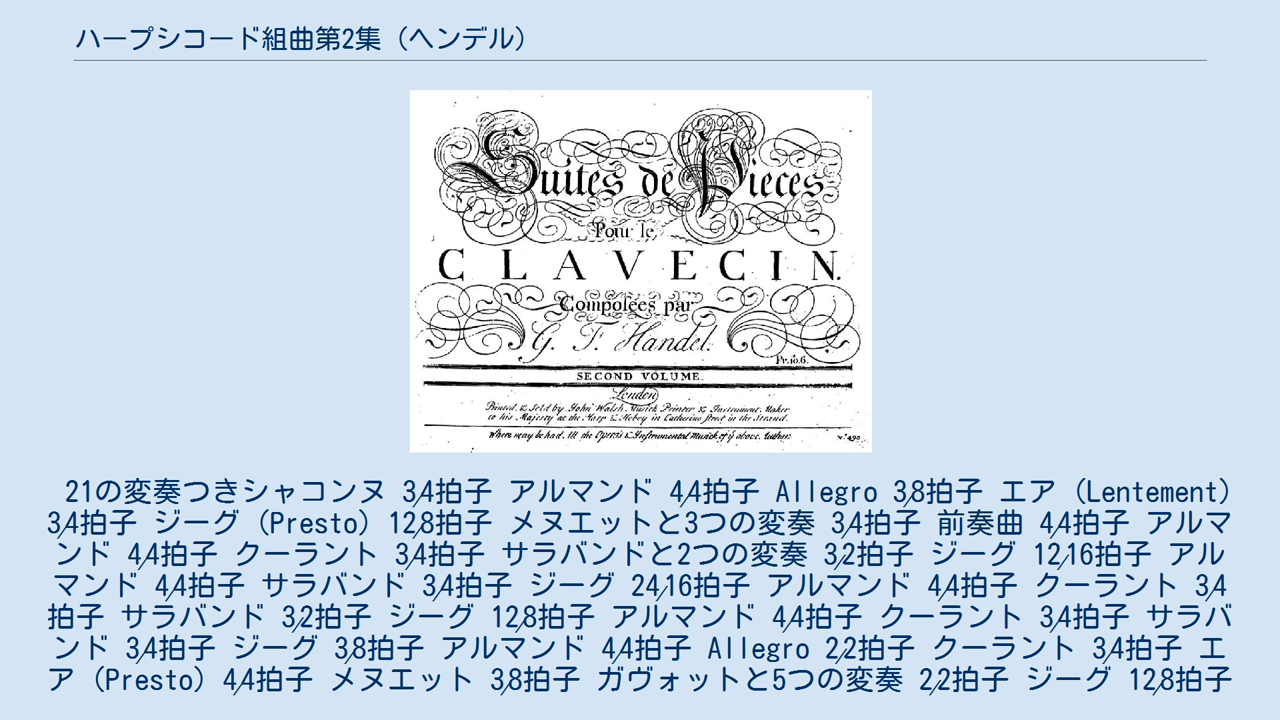 ハープシコード組曲第2集（ヘンデル）
Suites de Pieces
Pour le
CLAVECIN.
Composées par
G. F. Handel.
Pr. 10.6.
SECOND VOLUME.
London
Printed & Sold by John Walsh, Musick Printer & Instrument Maker
to his Majesty at the Harp & Hoboy in Catherine street in the Strand.
Where may be had, All the Operas & Instrumental Musick of ye above Author.
21の変奏つきシャコンヌ 3⁄4拍子 アルマンド 4⁄4拍子 Allegro 3⁄8拍子 エア（Lentement）
3⁄4拍子 ジーグ（Presto）12⁄8拍子 メヌエットと3つの変奏 3⁄4拍子 前奏曲 4⁄4拍子 アルマ
ンド 4⁄4拍子 クーラント 3⁄4拍子 サラバンドと2つの変奏 3⁄2拍子 ジーグ 12⁄16拍子 アル
マンド 4⁄4拍子 サラバンド 3⁄4拍子 ジーグ 24⁄16拍子 アルマンド 4⁄4拍子 クーラント 3⁄4
拍子 サラバンド 3⁄2拍子 ジーグ 12⁄8拍子 アルマンド 4⁄4拍子 クーラント 3⁄4拍子 サラバ
ンド 3⁄4拍子 ジーグ 3⁄8拍子 アルマンド 4⁄4拍子 Allegro 2⁄2拍子 クーラント 3⁄4拍子 エ
ア（Presto）4⁄4拍子 メヌエット 3⁄8拍子 ガヴォットと5つの変奏 2⁄2拍子 ジーグ 12⁄8拍子